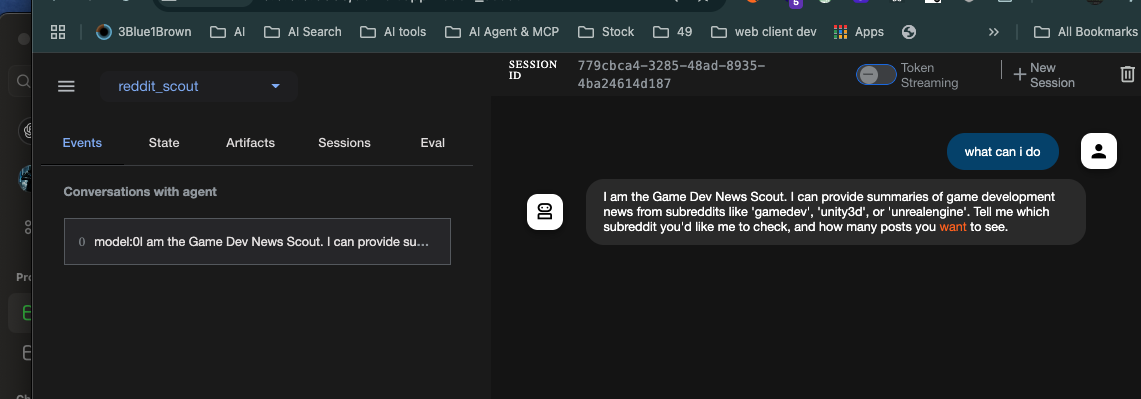 3Blue1Brown AI AI Search AI tools AI Agent & MCP Stock 49 web client dev Apps » All Bookmarks
reddit_scout
SESSION
ID
779cbca4-3285-48ad-8935-
4ba24614d187
Token
Streaming
New
Session
Events State Artifacts Sessions Eval
Conversations with agent
0 model:0I am the Game Dev News Scout. I can provide su...
what can i do
I am the Game Dev News Scout. I can provide summaries of game development
news from subreddits like 'gamedev', 'unity3d', or 'unrealengine'. Tell me which
subreddit you'd like me to check, and how many posts you want to see.
5
Pro